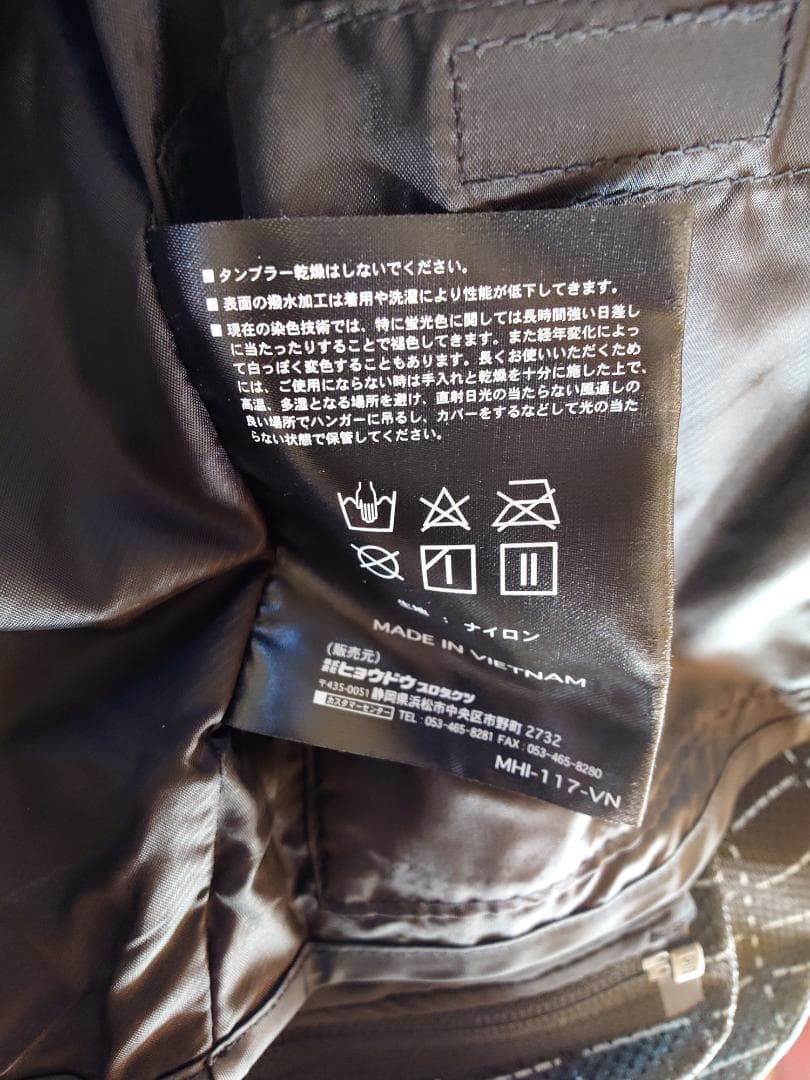 ■ タンブラー乾燥はしないでください。
■ 表面の撥水加工は着用や洗濯により性能が低下してきます。
■ 現在の染色技術では、特に蛍光色に関しては長時間強い日差し
に当たったりすることで褪色してきます。また経年変化によっ
て白っぽく変色することもあります。長くお使いいただくため
には、ご使用にならない時は手入れと乾燥を十分に施した上で、
高温、多湿となる場所を避け、直射日光の当たらない風通しの
良い場所でハンガーに吊るし、カバーをするなどして光の当た
らない状態で保管してください。
: ナイロン
MADE IN VIETNAM
(販売元)
株式会社ヒョウドウプロダクツ
〒435-0051 静岡県浜松市中央区市野町 2732
カスタマーセンター TEL : 053-465-8281 FAX : 053-465-8280
MHI-117-VN